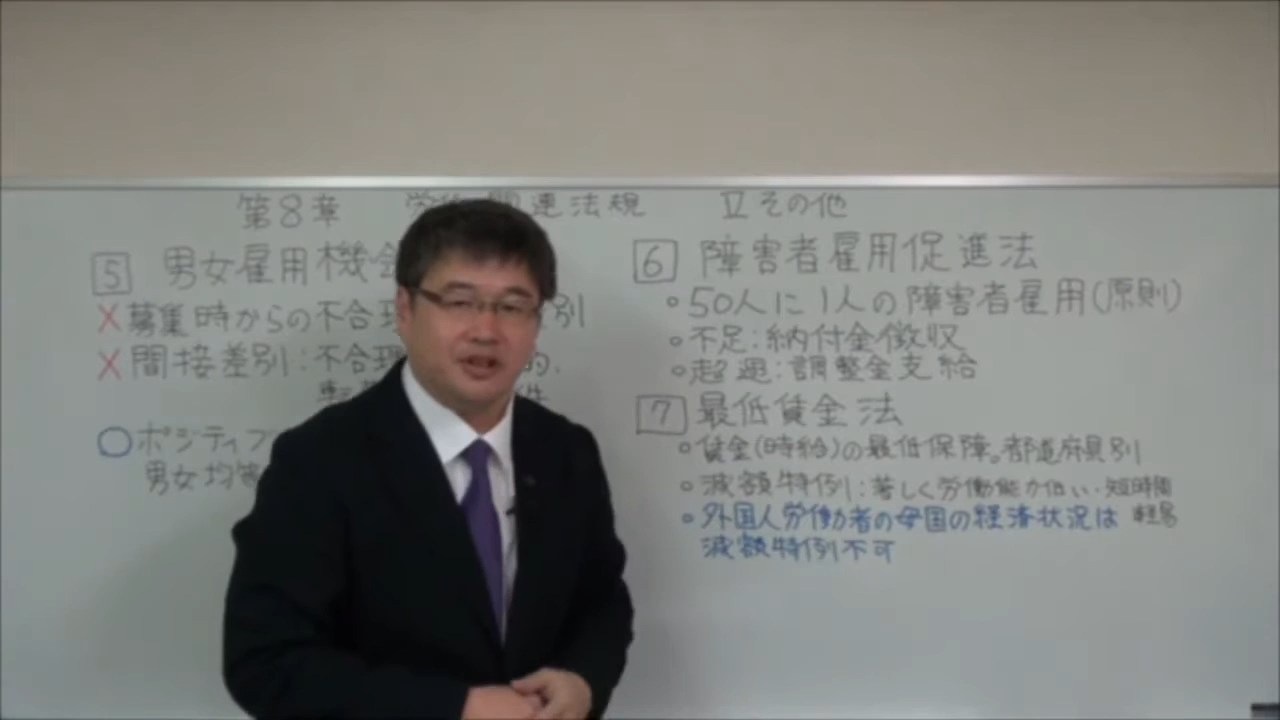 第8章 関連法規 Ⅳその他
5 男女雇用機会
×募集時からの不合理 別
×間接差別:不合理 的、
○ポジティブ
男女均等
6 障害者雇用促進法
○50人に1人の障害者雇用(原則)
○不足:納付金徴収
○超過:調整金支給
7 最低賃金法
○賃金(時給)の最低保障。都道府県別
○減額特例:著しく労働能力低い・短時間
軽易
○外国人労働者の母国の経済状況は
減額特例不可